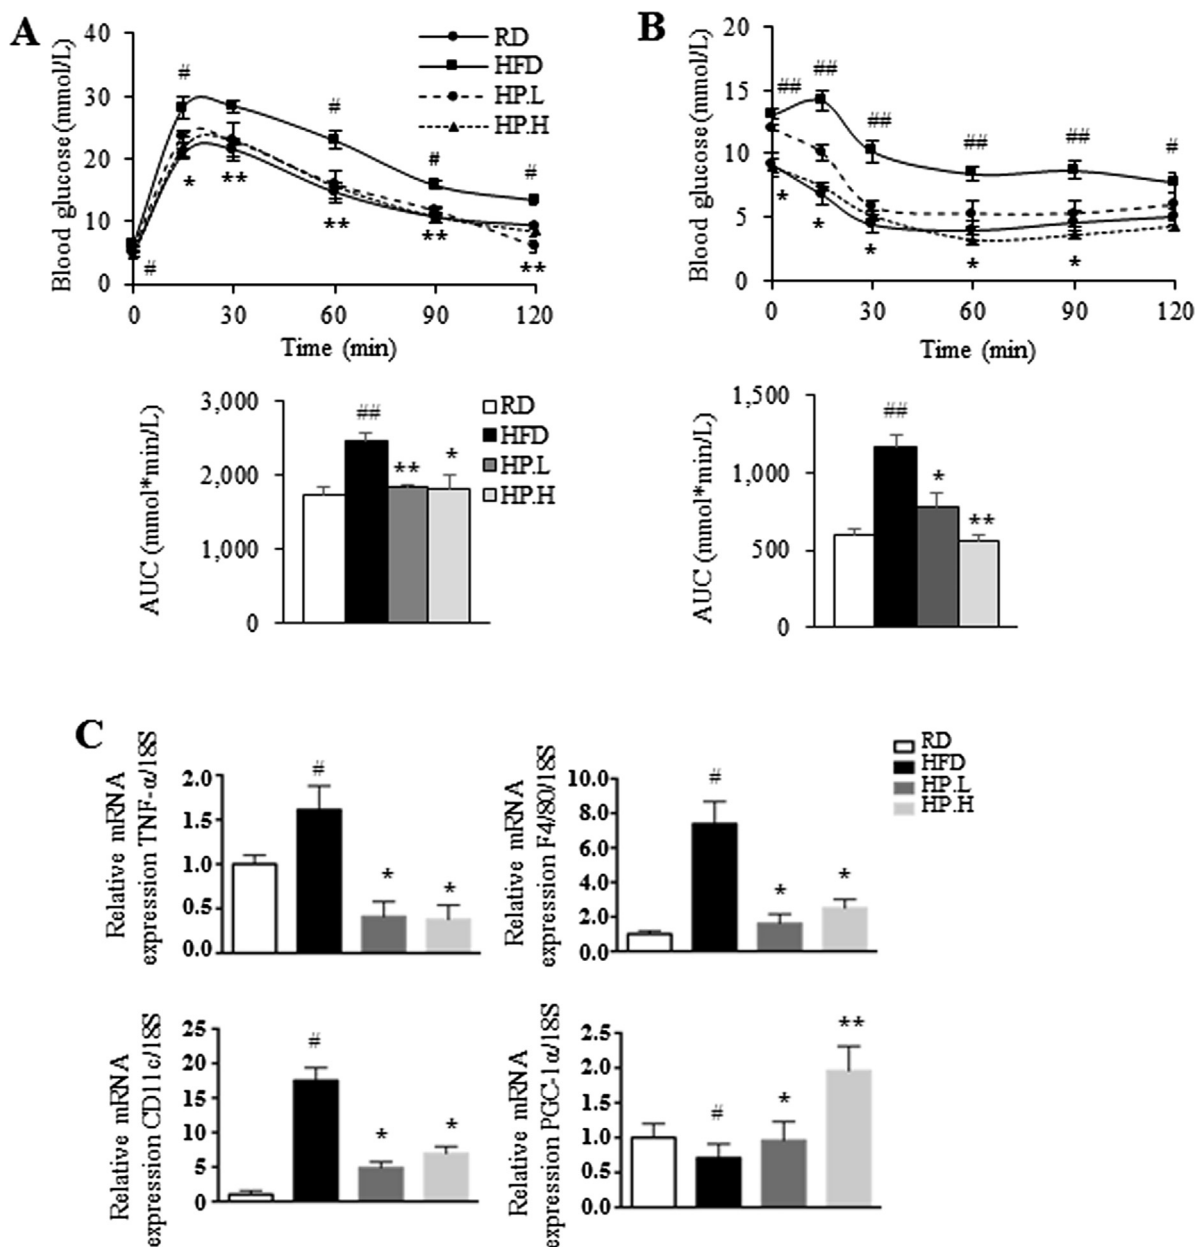 A
Blood glucose (mmol/L)
40
30
20
10
0
# # # # #
#
* ** ** ** **
0 30 60 90 120
Time (min)
RD
HFD
HP.L
HP.H
B
Blood glucose (mmol/L)
20
15
10
5
0
## ## ## ## ## #
* * * * *
0 30 60 90 120
Time (min)
AUC (mmol*min/L)
3,000
2,000
1,000
0
## ** *
RD
HFD
HP.L
HP.H
AUC (mmol*min/L)
1,500
1,000
500
0
## * **
C
Relative mRNA
expression TNF-α/18S
2.0
1.5
1.0
0.5
0.0
# * *
Relative mRNA
expression F4/80/18S
10.0
8.0
6.0
4.0
2.0
0.0
# * *
RD
HFD
HP.L
HP.H
Relative mRNA
expression CD11c/18S
25
20
15
10
5
0
# * *
Relative mRNA
expression PGC-1α/18S
2.5
2.0
1.5
1.0
0.5
0.0
# * **